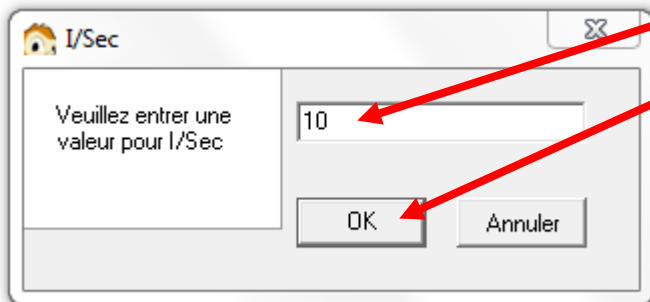 I/Sec
Veuillez entrer une
valeur pour I/Sec
10
OK
Annuler